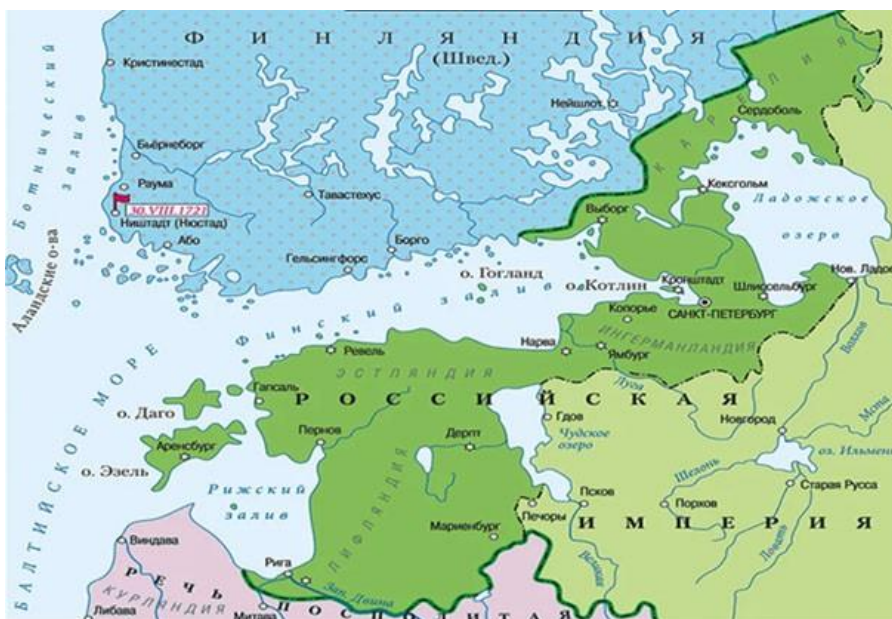 ФИНЛЯНДИЯ
(Швед.)
Ботнический
залив
Кристинестад
Нейшлот
КАРЕЛИЯ
Сердоболь
Бьёрнеборг
Раума
30.VIII.1721
Ништадт (Нюстад)
Або
Тавастехус
Гельсингфорс
Борго
Выборг
Кексгольм
Ладожское
озеро
Аландские о-ва
о. Гогланд
о. Котлин
Кронштадт
Шлиссельбург
Нов. Ладо
САНКТ-ПЕТЕРБУРГ
Копорье
ИНГЕРМАНЛАНДИЯ
Финский залив
Нарва
Ямбург
Ревель
ЭСТЛЯНДИЯ
Гапсаль
РОССИЙСКАЯ
Луга
Волхов
Мста
о. Даго
Аренсбург
о. Эзель
Пернов
Дерпт
Гдов
Чудское
озеро
Новгород
оз. Ильмень
Шелонь
Старая Русса
БАЛТИЙСКОЕ МОРЕ
Рижский
залив
ЛИФЛЯНДИЯ
Мариенбург
Печоры
Псков
Порхов
ИМПЕРИЯ
Ловать
Великая
Виндава
Рига
Зап. Двина
РЕЧЬ
ПОСПОЛИТАЯ
КУРЛЯНДИЯ
Либава
Митава